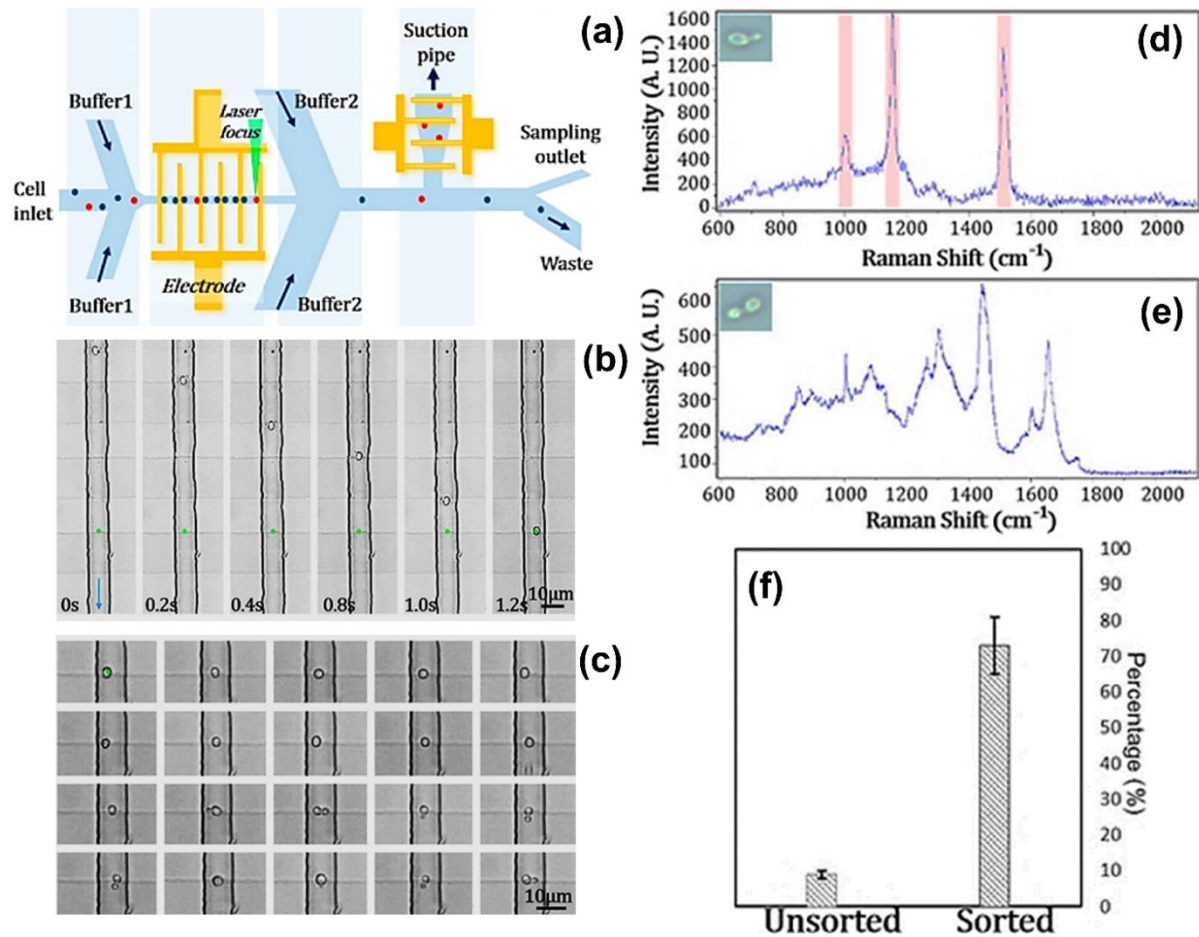 (a)
Suction
pipe
Buffer1
Laser
focus
Buffer2
Sampling
outlet
Cell
inlet
Waste
Buffer1
Electrode
Buffer2
(b)
0s
0.2s
0.4s
0.8s
1.0s
1.2s
10μm
(c)
10μm
(d)
Intensity (A. U.)
1600
1400
1200
1000
800
600
400
200
0
600 800 1000 1200 1400 1600 1800 2000
Raman Shift (cm⁻¹)
(e)
Intensity (A. U.)
600
500
400
300
200
100
600 800 1000 1200 1400 1600 1800 2000
Raman Shift (cm⁻¹)
(f)
100
90
80
70
60
50
40
30
20
10
0
Percentage (%)
Unsorted Sorted